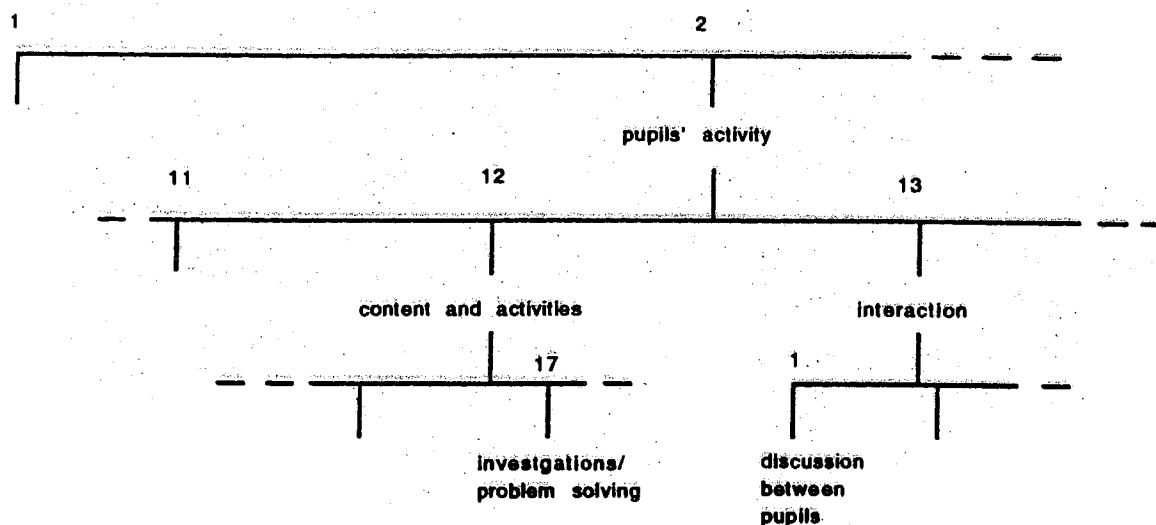 1 2
pupils' activity
11 12 13
content and activities interaction
17 1
investgations/ discussion
problem solving between
pupils